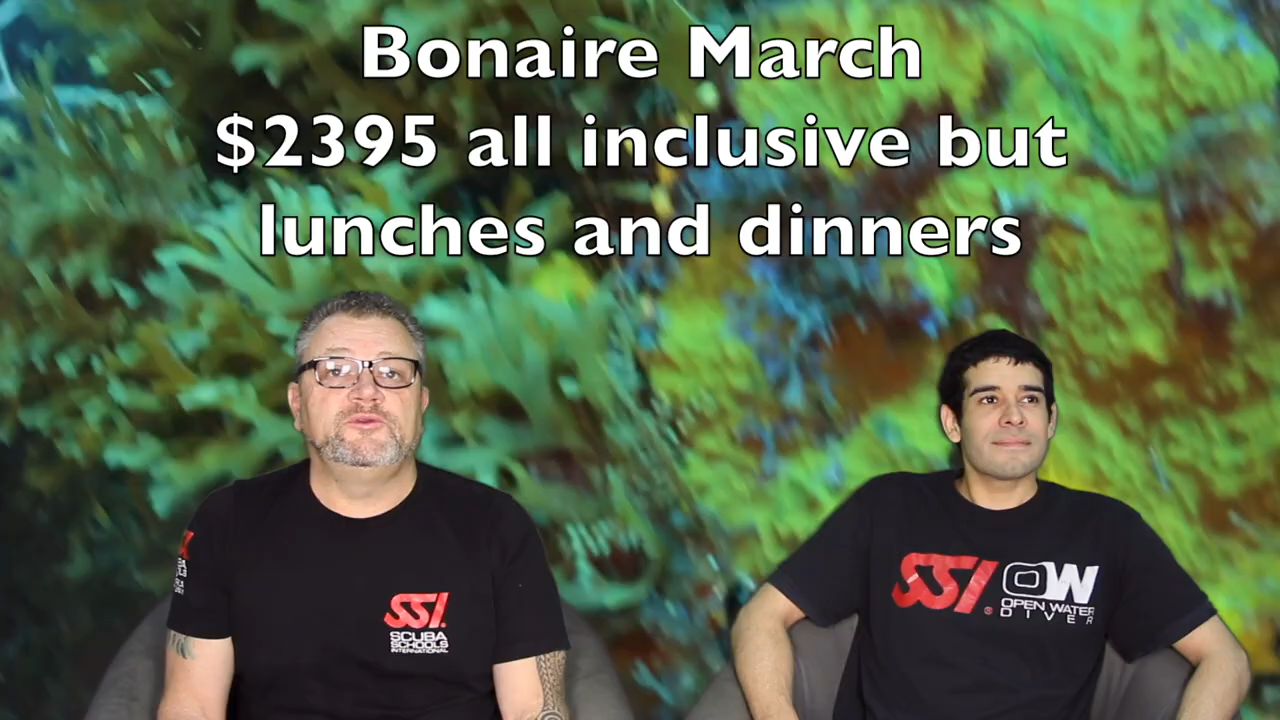 Bonaire March
$2395 all inclusive but
lunches and dinners
SSI
SCUBA
SCHOOLS
INTERNATIONAL
SSI OW
OPEN WATER
DIVER